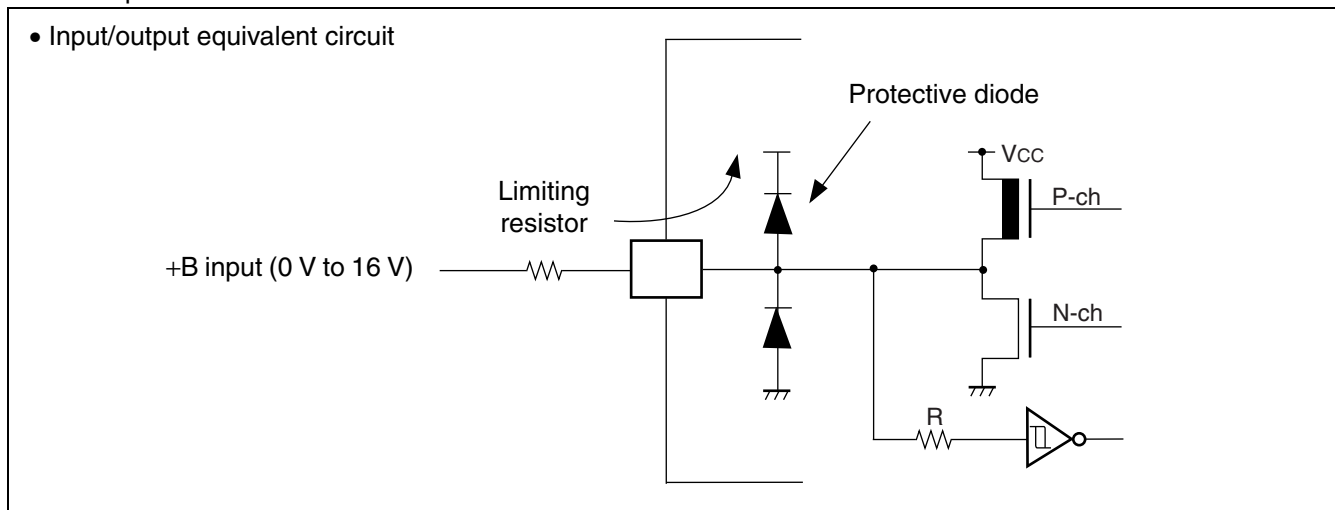 • Input/output equivalent circuit
Protective diode
VCC
Limiting
resistor
P-ch
+B input (0 V to 16 V)
N-ch
R